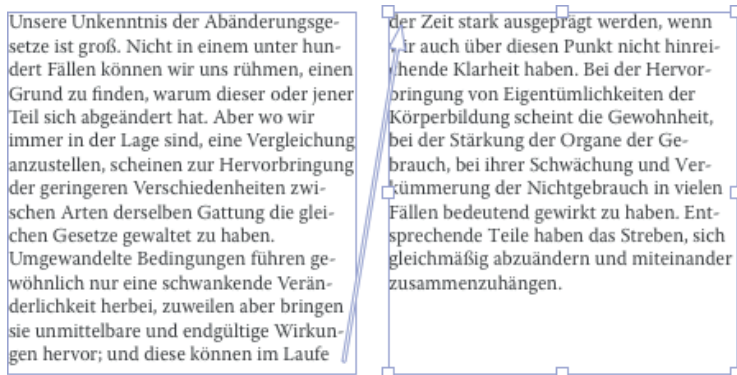 Unsere Unkenntnis der Abänderungsge-
setze ist groß. Nicht in einem unter hun-
dert Fällen können wir uns rühmen, einen
Grund zu finden, warum dieser oder jener
Teil sich abgeändert hat. Aber wo wir
immer in der Lage sind, eine Vergleichung
anzustellen, scheinen zur Hervorbringung
der geringeren Verschiedenheiten zwi-
schen Arten derselben Gattung die glei-
chen Gesetze gewaltet zu haben.
Umgewandelte Bedingungen führen ge-
wöhnlich nur eine schwankende Verän-
derlichkeit herbei, zuweilen aber bringen
sie unmittelbare und endgültige Wirkun-
gen hervor; und diese können im Laufe
der Zeit stark ausgeprägt werden, wenn
wir auch über diesen Punkt nicht hinrei-
chende Klarheit haben. Bei der Hervor-
bringung von Eigentümlichkeiten der
Körperbildung scheint die Gewohnheit,
bei der Stärkung der Organe der Ge-
brauch, bei ihrer Schwächung und Ver-
kümmerung der Nichtgebrauch in vielen
Fällen bedeutend gewirkt zu haben. Ent-
sprechende Teile haben das Streben, sich
gleichmäßig abzuändern und miteinander
zusammenzuhängen.